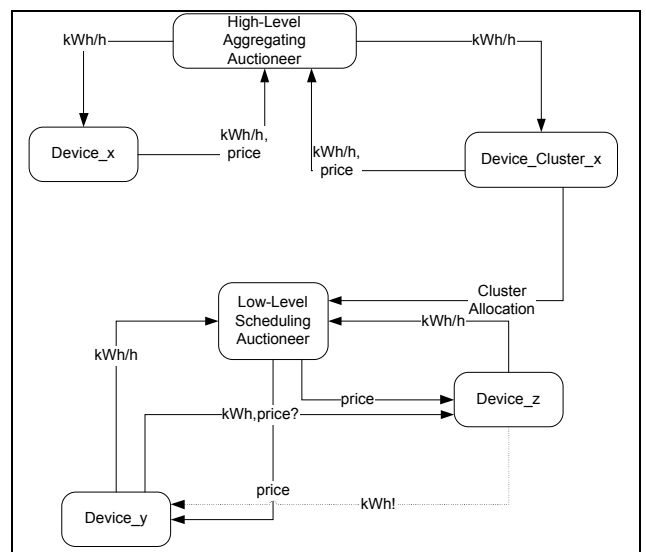 High-Level
Aggregating
Auctioneer
kWh/h
kWh/h
Device_x
kWh/h,
price
kWh/h,
price
Device_Cluster_x
Low-Level
Scheduling
Auctioneer
Cluster
Allocation
kWh/h
kWh/h
price
Device_z
kWh,price?
price
kWh!
Device_y